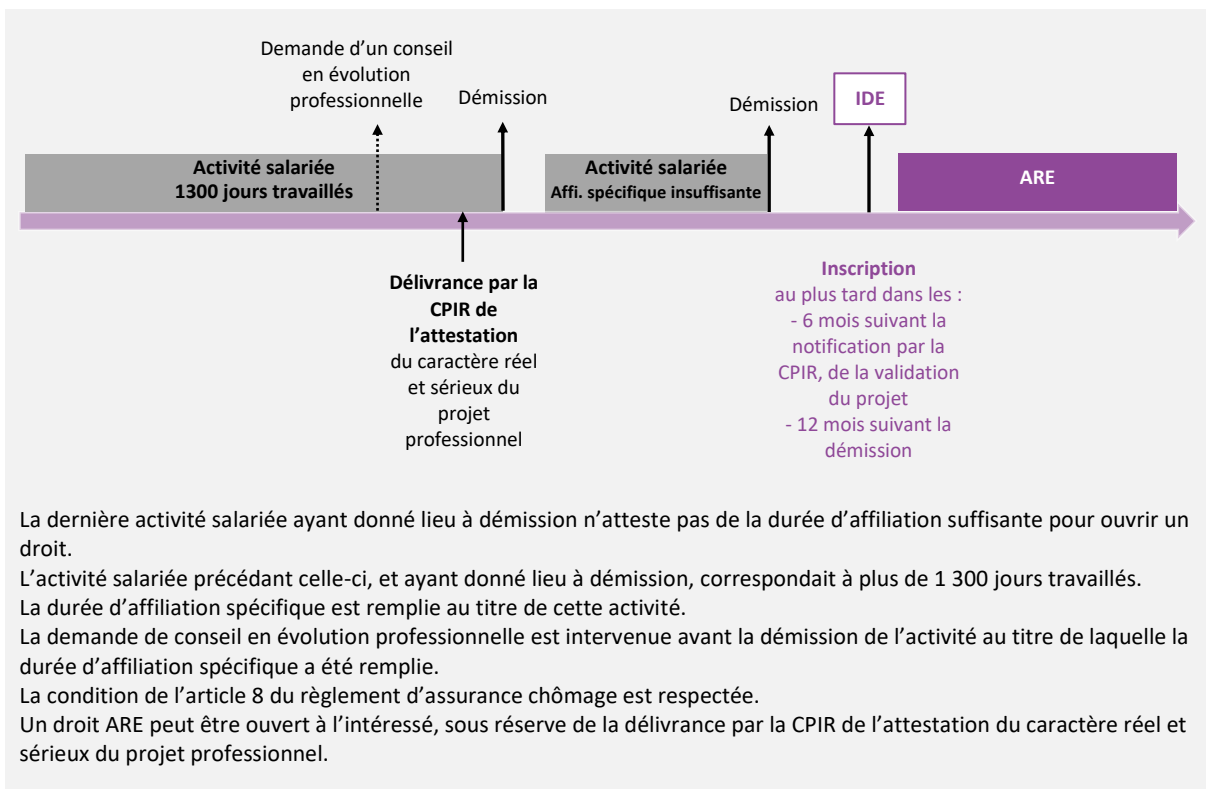 Demande d’un conseil
en évolution
professionnelle
Démission
Démission
IDE
Activité salariée
1300 jours travaillés
Activité salariée
Affi. spécifique insuffisante
ARE
Délivrance par la
CPIR de
l’attestation
du caractère réel
et sérieux du
projet
professionnel
Inscription
au plus tard dans les :
- 6 mois suivant la
notification par la
CPIR, de la validation
du projet
- 12 mois suivant la
démission
La dernière activité salariée ayant donné lieu à démission n’atteste pas de la durée d’affiliation suffisante pour ouvrir un
droit.
L’activité salariée précédant celle-ci, et ayant donné lieu à démission, correspondait à plus de 1 300 jours travaillés.
La durée d’affiliation spécifique est remplie au titre de cette activité.
La demande de conseil en évolution professionnelle est intervenue avant la démission de l’activité au titre de laquelle la
durée d’affiliation spécifique a été remplie.
La condition de l’article 8 du règlement d’assurance chômage est respectée.
Un droit ARE peut être ouvert à l’intéressé, sous réserve de la délivrance par la CPIR de l’attestation du caractère réel et
sérieux du projet professionnel.